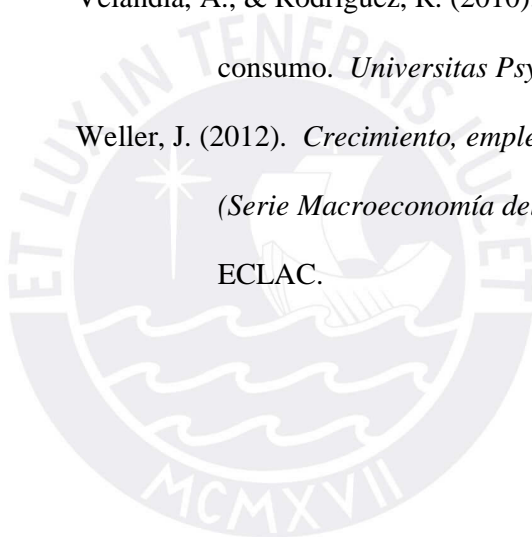 Velandia, A., & Rodríguez, R. (2010)
consumo. Universitas Psy
Weller, J. (2012). Crecimiento, emple
(Serie Macroeconomía de
ECLAC.
ET LUX IN TENEBRIS LUCET
MCMXVII